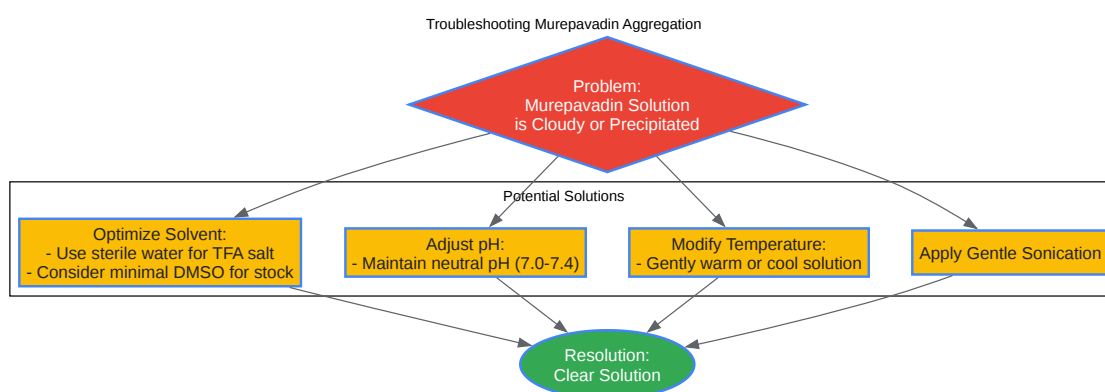 Troubleshooting Murepavadin Aggregation
Problem:
Murepavadin Solution
is Cloudy or Precipitated
Potential Solutions
Optimize Solvent:
- Use sterile water for TFA salt
- Consider minimal DMSO for stock
Adjust pH:
- Maintain neutral pH (7.0-7.4)
Modify Temperature:
- Gently warm or cool solution
Apply Gentle Sonication
Resolution:
Clear Solution